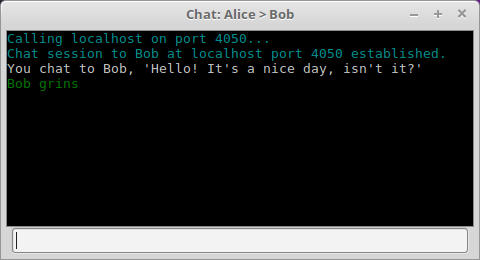 Chat: Alice > Bob
Calling localhost on port 4050...
Chat session to Bob at localhost port 4050 established.
You chat to Bob, 'Hello! It's a nice day, isn't it?'
Bob grins